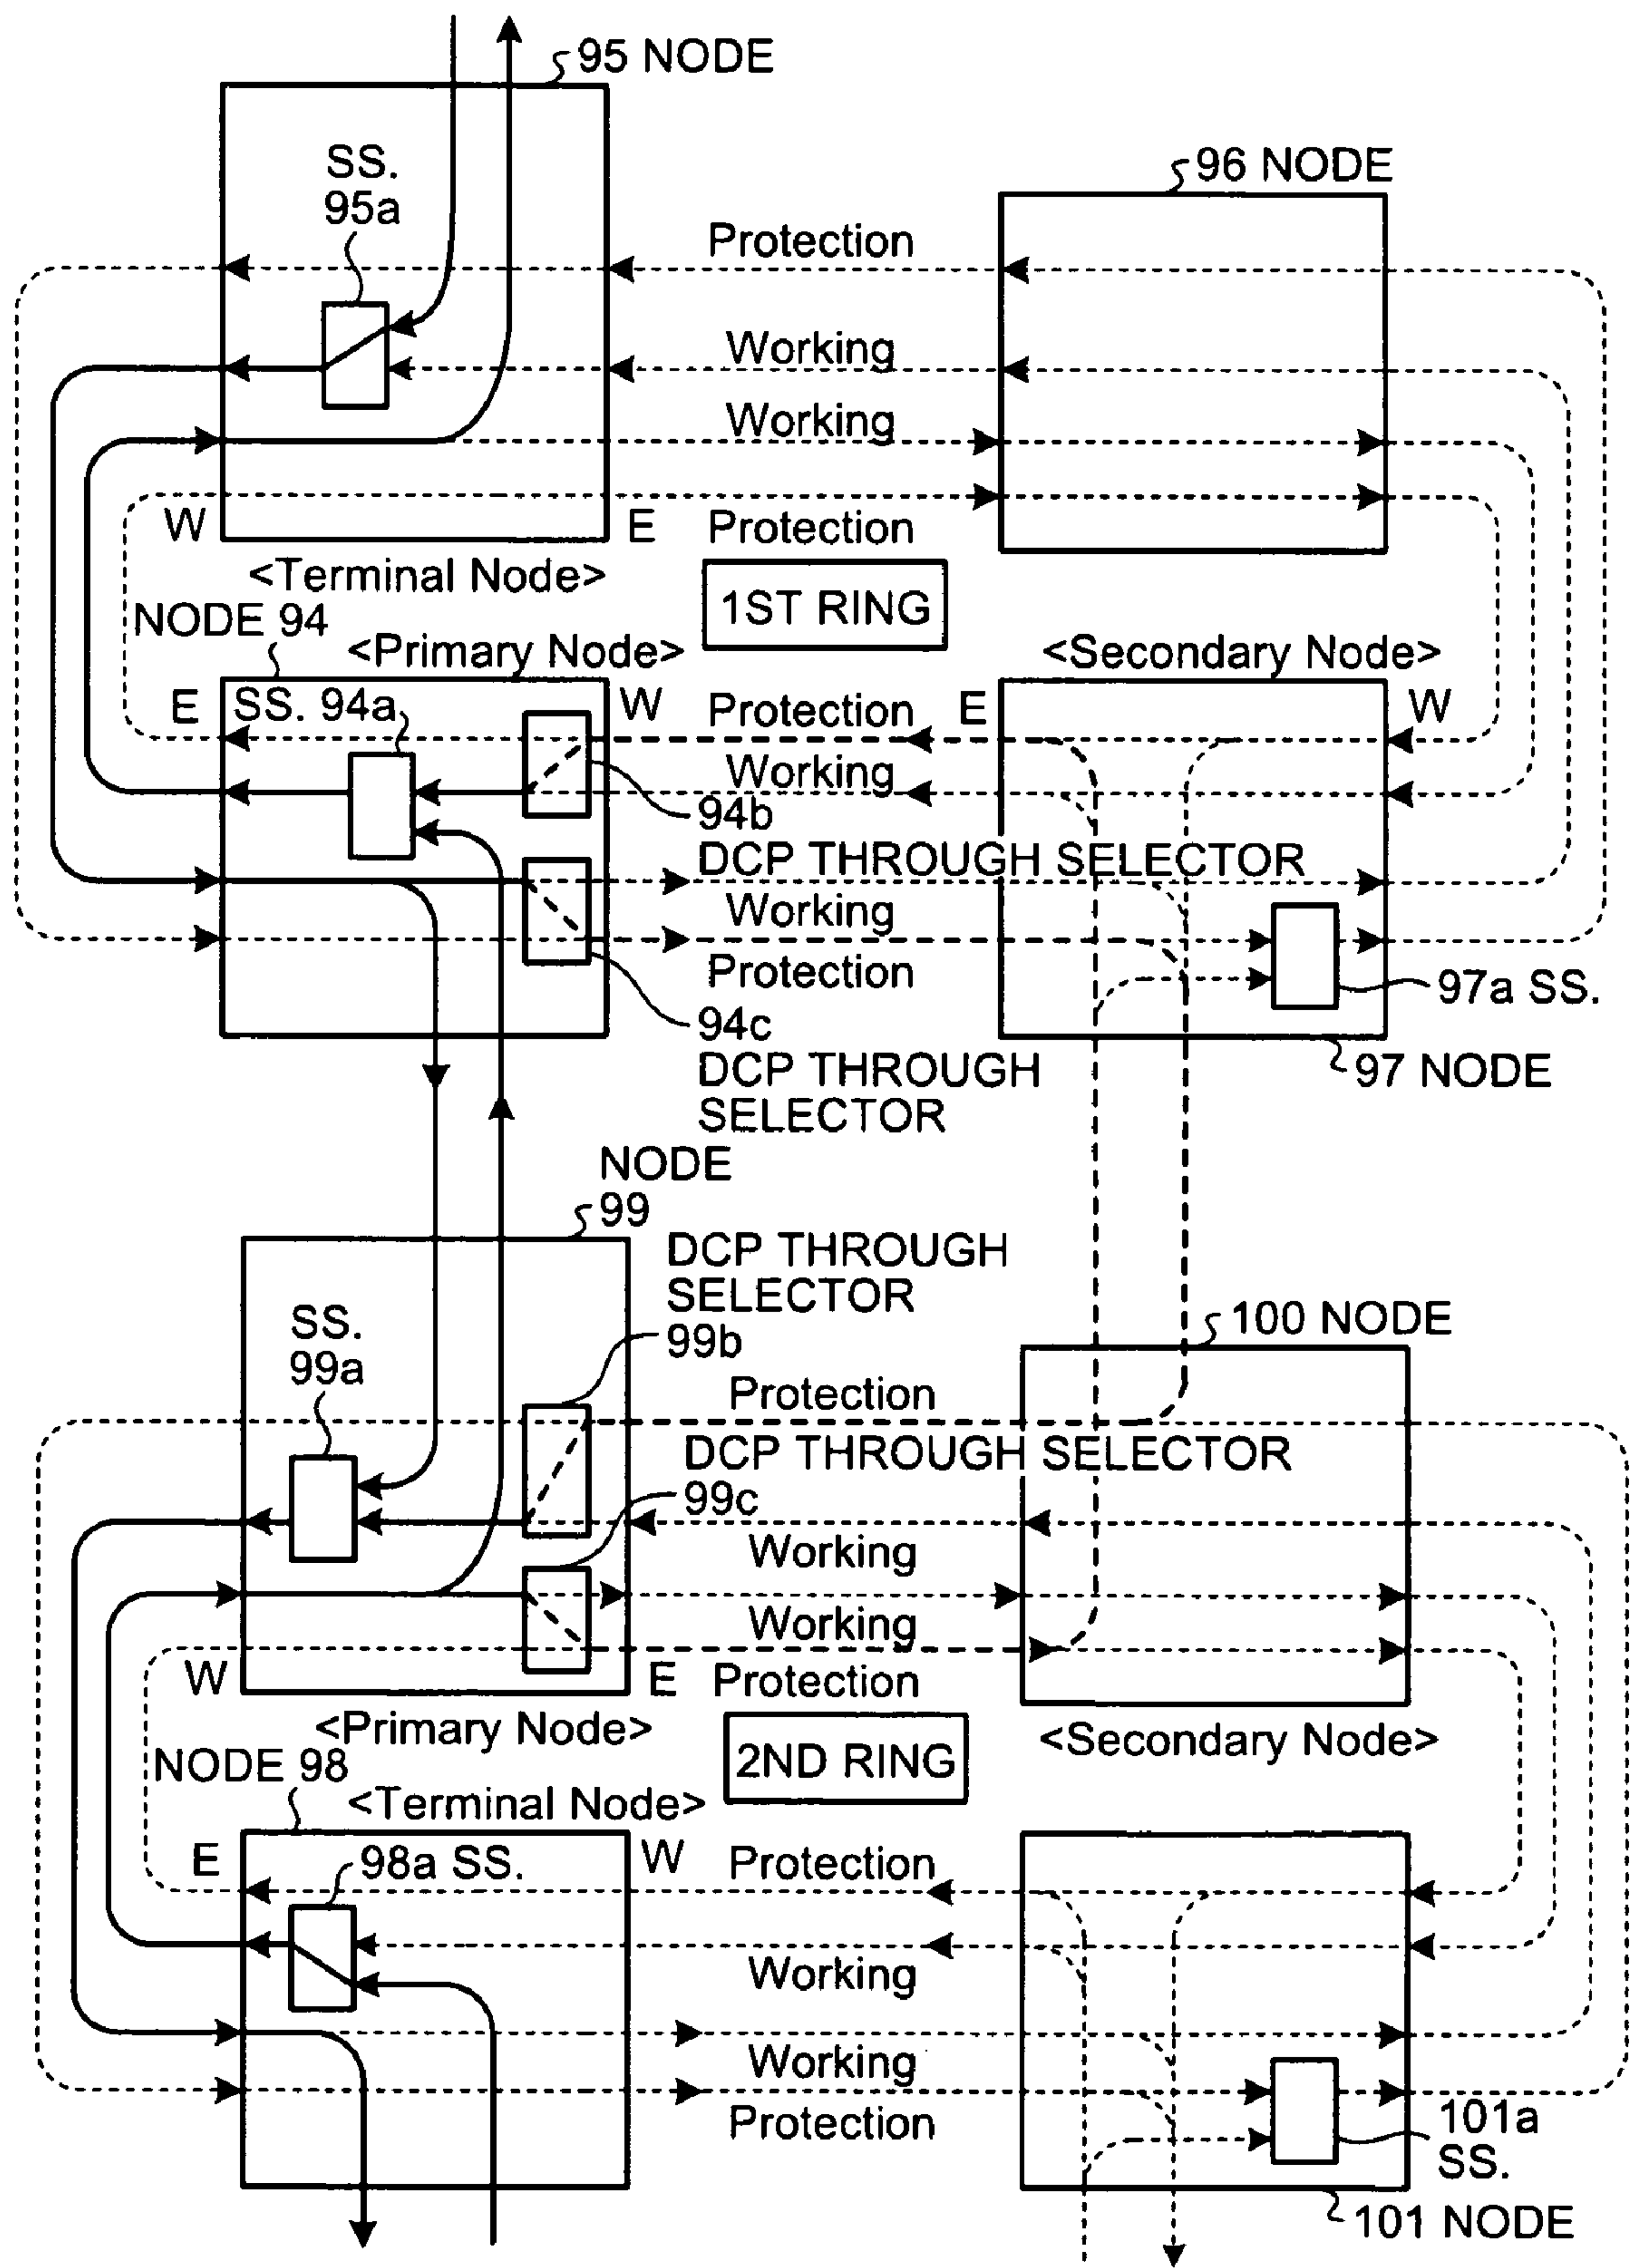 95 NODE
SS.
95a
96 NODE
Protection
Working
Working
W
E
Protection
<Terminal Node>
1ST RING
NODE 94
<Primary Node>
<Secondary Node>
E
SS. 94a
W
Protection
E
W
Working
94b
DCP THROUGH SELECTOR
Working
Protection
97a SS.
94c
DCP THROUGH
SELECTOR
97 NODE
NODE
99
DCP THROUGH
SELECTOR
SS.
99a
99b
100 NODE
Protection
DCP THROUGH SELECTOR
99c
Working
Working
W
E
Protection
<Primary Node>
2ND RING
<Secondary Node>
NODE 98
<Terminal Node>
E
98a SS.
W
Protection
Working
Working
Protection
101a
SS.
101 NODE